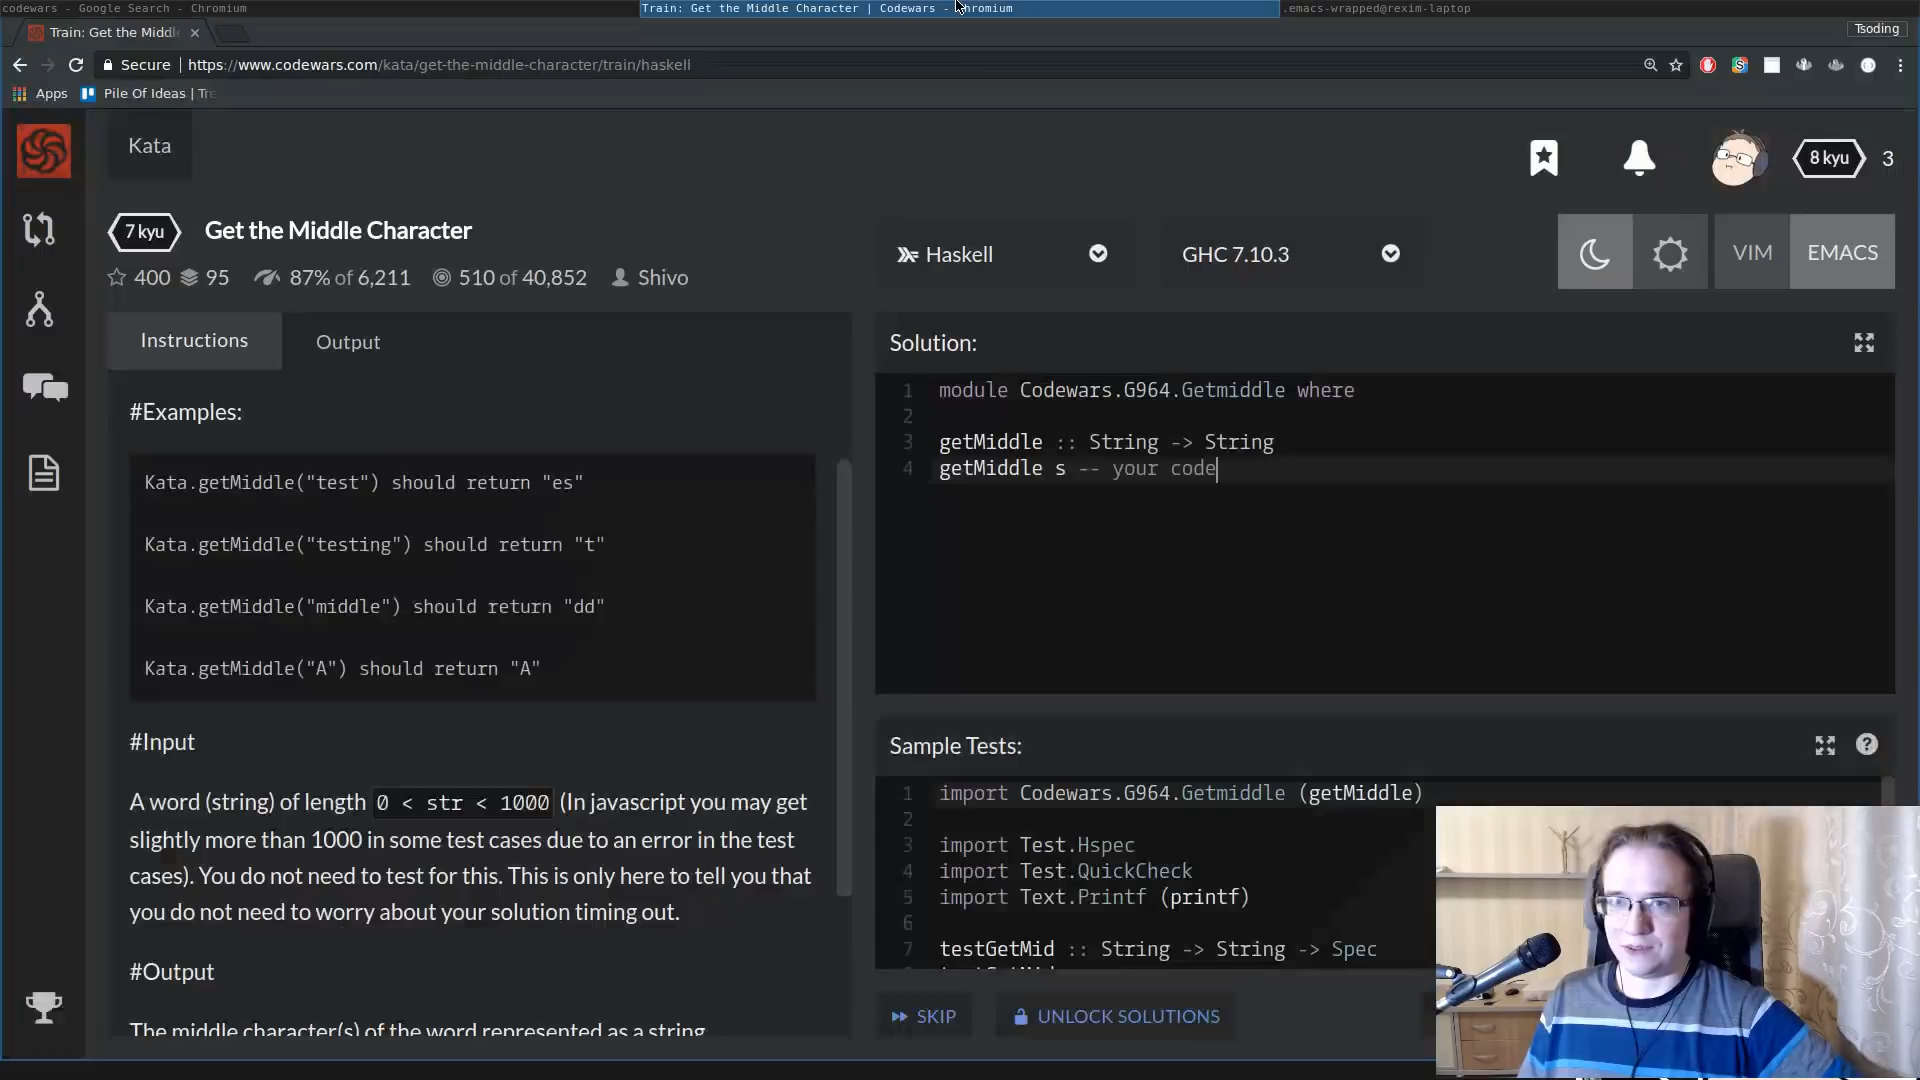 codewars - Google Search - Chromium
Train: Get the Middle Character | Codewars - Chromium
.emacs-wrapped@rexim-laptop
Train: Get the Middl
Tsoding
Secure
https://www.codewars.com/kata/get-the-middle-character/train/haskell
Apps
Pile Of Ideas | Tre
Kata
8 kyu
3
7 kyu
Get the Middle Character
400
95
87% of 6,211
510 of 40,852
Shivo
Haskell
GHC 7.10.3
VIM
EMACS
Instructions
Output
#Examples:
Kata.getMiddle("test") should return "es"
Kata.getMiddle("testing") should return "t"
Kata.getMiddle("middle") should return "dd"
Kata.getMiddle("A") should return "A"
#Input
A word (string) of length 0 < str < 1000 (In javascript you may get
slightly more than 1000 in some test cases due to an error in the test
cases). You do not need to test for this. This is only here to tell you that
you do not need to worry about your solution timing out.
#Output
The middle character(s) of the word represented as a string.
Solution:
1 module Codewars.G964.Getmiddle where
2
3 getMiddle :: String -> String
4 getMiddle s -- your code
Sample Tests:
1 import Codewars.G964.Getmiddle (getMiddle)
2
3 import Test.Hspec
4 import Test.QuickCheck
5 import Text.Printf (printf)
6
7 testGetMid :: String -> String -> Spec
SKIP
UNLOCK SOLUTIONS